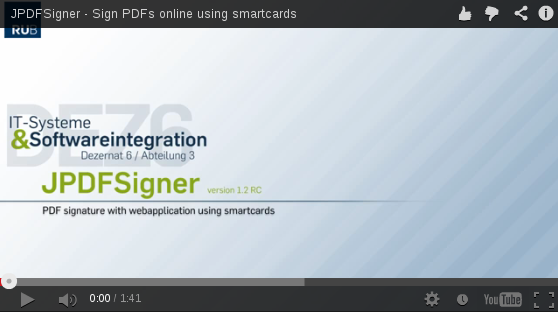 JPDFSigner - Sign PDFs online using smartcards
RUB
DEZ6
IT-Systeme
&Softwareintegration
Dezernat 6 / Abteilung 3
JPDFSigner version 1.2 RC
PDF signature with webapplication using smartcards
0:00 / 1:41
YouTube